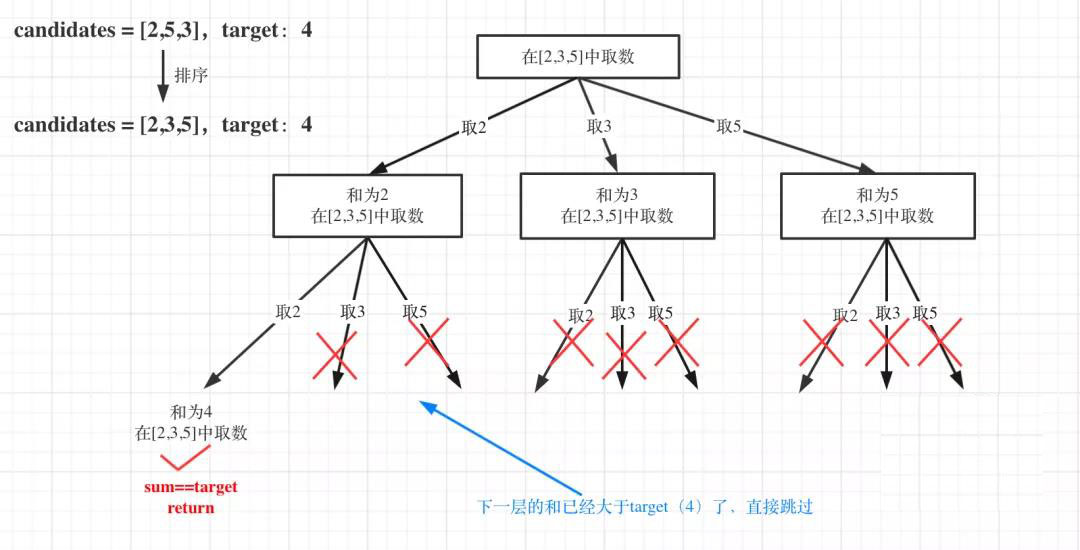 candidates = [2,5,3]，target：4
排序
candidates = [2,3,5]，target：4
在[2,3,5]中取数
取2
取3
取5
和为2
在[2,3,5]中取数
和为3
在[2,3,5]中取数
和为5
在[2,3,5]中取数
取2
取3
取5
取2
取3
取5
取2
取3
取5
和为4
在[2,3,5]中取数
sum==target
return
下一层的和已经大于target（4）了、直接跳过